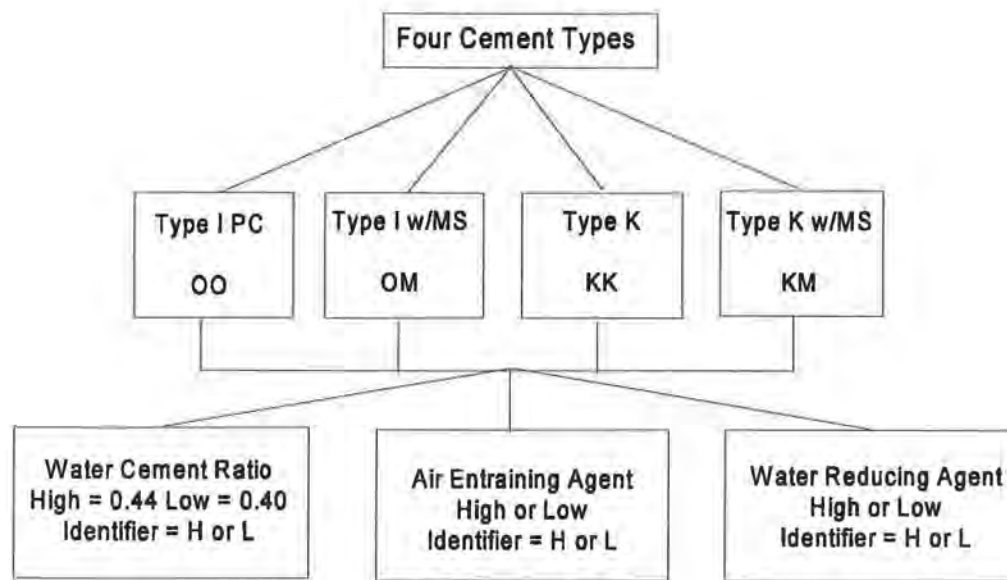 Four Cement Types
Type I PC
OO
Type I w/MS
OM
Type K
KK
Type K w/MS
KM
Water Cement Ratio
High = 0.44 Low = 0.40
Identifier = H or L
Air Entraining Agent
High or Low
Identifier = H or L
Water Reducing Agent
High or Low
Identifier = H or L